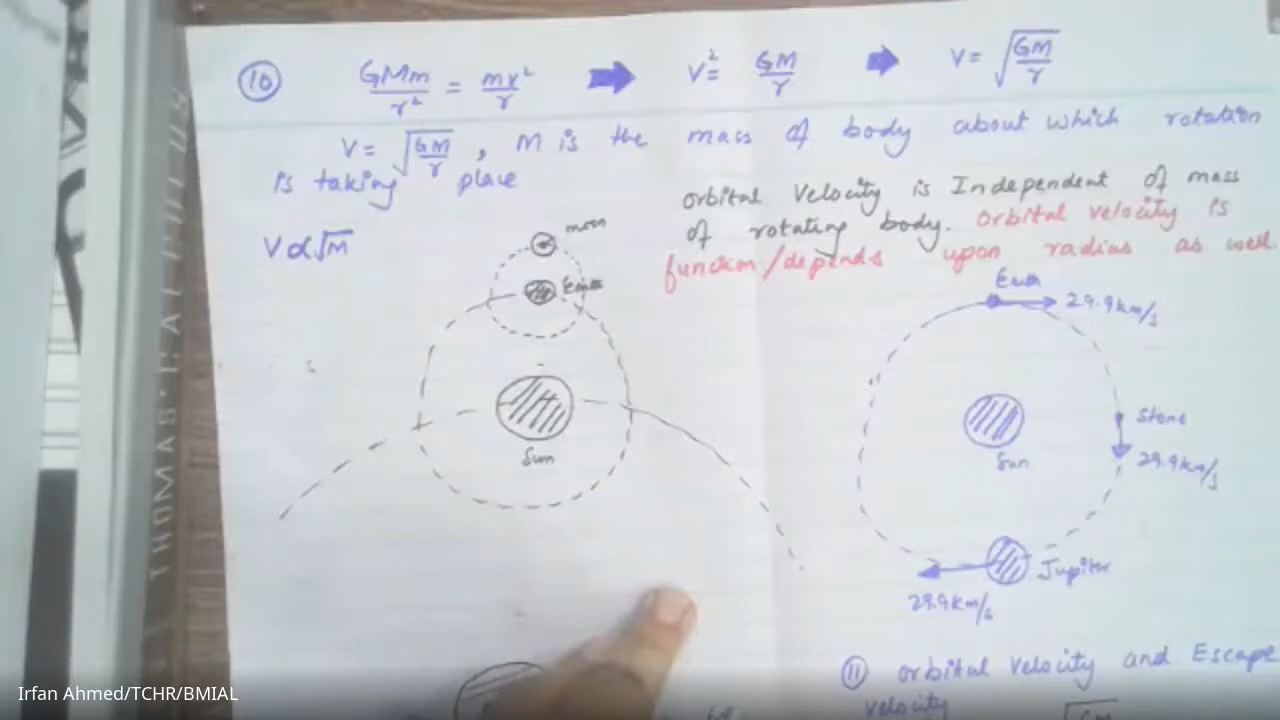 10 GMm/r² = mv²/r ➡ V² = GM/r ➡ V = √GM/r
V = √GM/r , M is the mass of body about which rotation
is taking place
V ∝ √M
orbital velocity is Independent of mass
of rotating body. orbital velocity is
function/depends upon radius as well
moon
Sun
29.9 km/s
Stone
29.9 km/s
Sun
Jupiter
29.9 km/s
11 orbital velocity and Escape
velocity
THOMAS
Irfan Ahmed/TCHR/BMIAL